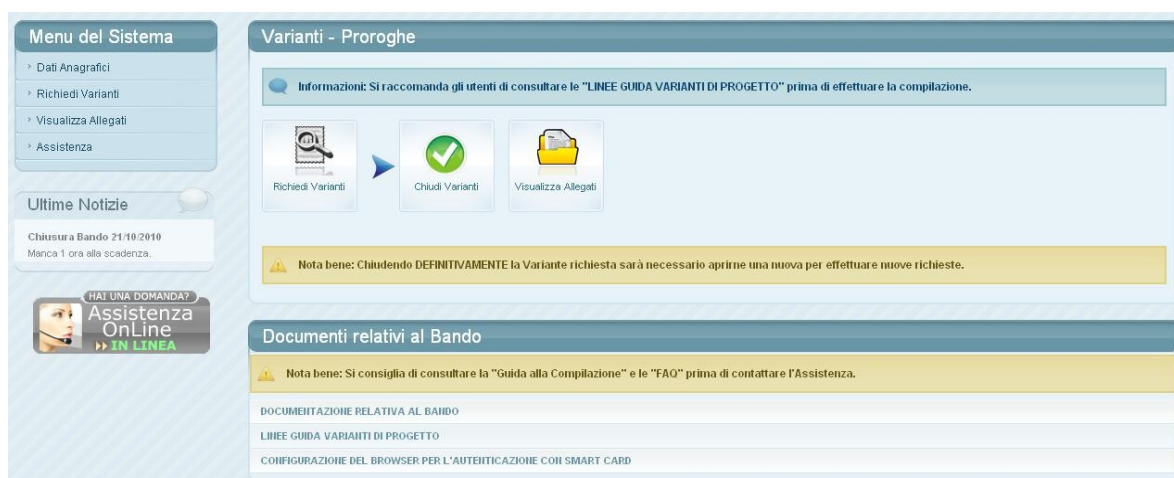 Menu del Sistema
Dati Anagrafici
Richiedi Varianti
Visualizza Allegati
Assistenza
Ultime Notizie
Chiusura Bando 21/10/2010
Manca 1 ora alla scadenza.
HAI UNA DOMANDA?
Assistenza
OnLine
IN LINEA
Varianti - Proroghe
Informazioni: Si raccomanda gli utenti di consultare le "LINEE GUIDA VARIANTI DI PROGETTO" prima di effettuare la compilazione.
Richiedi Varianti
Chiudi Varianti
Visualizza Allegati
Nota bene: Chiudendo DEFINITIVAMENTE la Variante richiesta sarà necessario aprirne una nuova per effettuare nuove richieste.
Documenti relativi al Bando
Nota bene: Si consiglia di consultare la "Guida alla Compilazione" e le "FAQ" prima di contattare l'Assistenza.
DOCUMENTAZIONE RELATIVA AL BANDO
LINEE GUIDA VARIANTI DI PROGETTO
CONFIGURAZIONE DEL BROWSER PER L'AUTENTICAZIONE CON SMART CARD